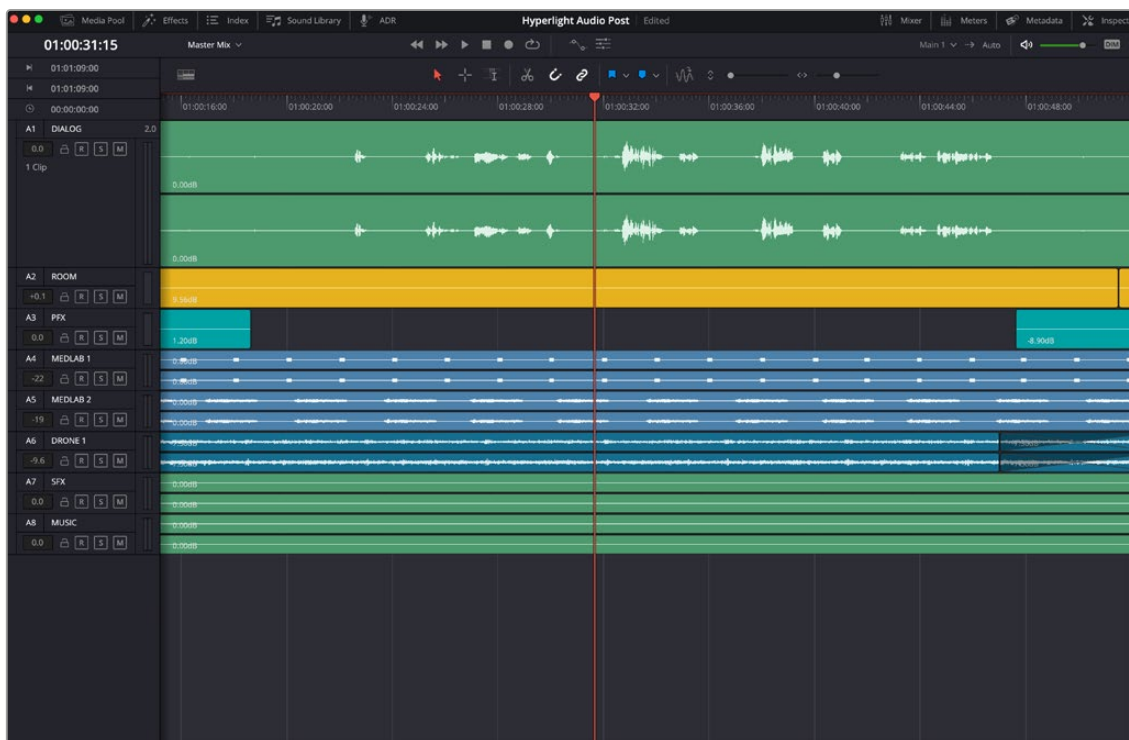 Media Pool Effects Index Sound Library ADR Hyperlight Audio Post Edited Mixer Meters Metadata Inspect
01:00:31:15 Master Mix Main 1 Auto DIM
01:01:09:00
01:01:09:00
00:00:00:00
01:00:16:00 01:00:20:00 01:00:24:00 01:00:28:00 01:00:32:00 01:00:36:00 01:00:40:00 01:00:44:00 01:00:48:00
A1 DIALOG 2.0
0.0 R S M
1 Clip
0.00dB
0.00dB
A2 ROOM
+0.1 R S M
A3 PFX
0.0 R S M 1.20dB -8.90dB
A4 MEDLAB 1
-22 R S M
A5 MEDLAB 2 0.00dB
-19 R S M 0.00dB
A6 DRONE 1
-9.6 R S M
A7 SFX 0.00dB
0.0 R S M 0.00dB
A8 MUSIC 0.00dB
0.0 R S M 0.00dB